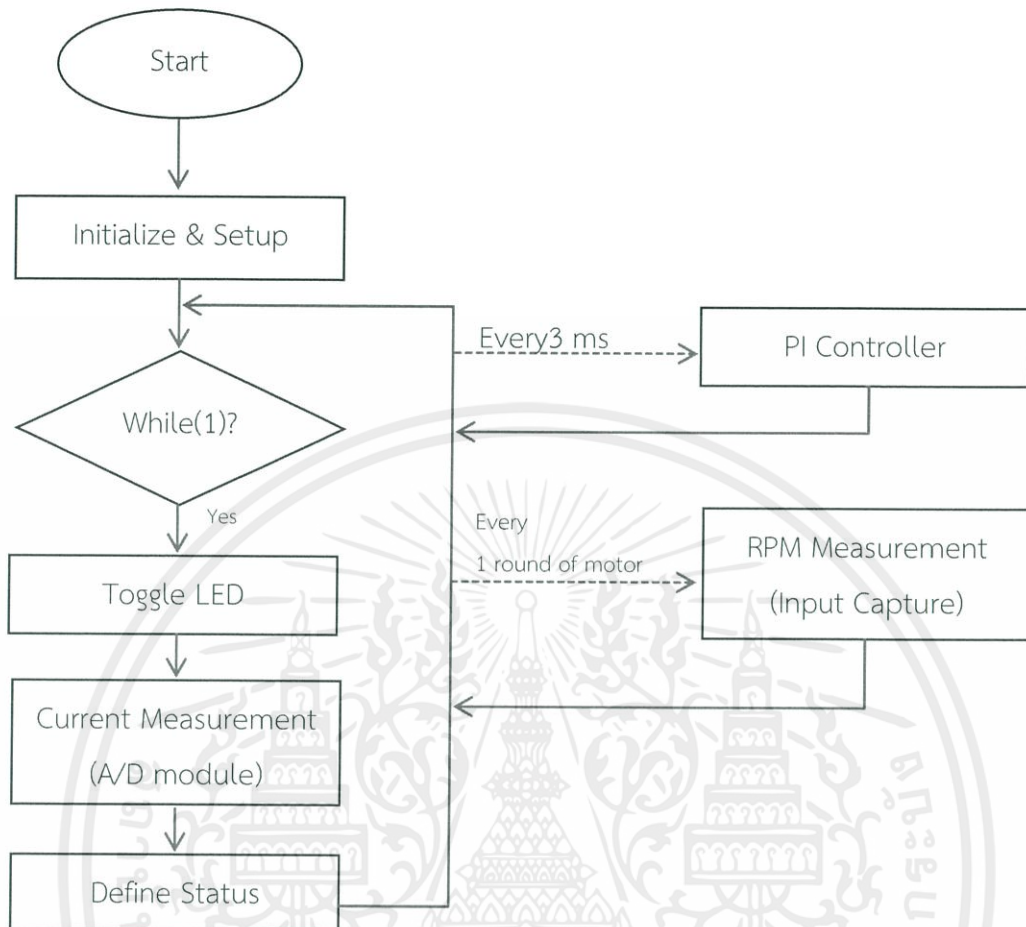 Start
Initialize & Setup
Every3 ms
PI Controller
While(1)?
Yes
Every
1 round of motor
RPM Measurement
(Input Capture)
Toggle LED
Current Measurement
(A/D module)
Define Status